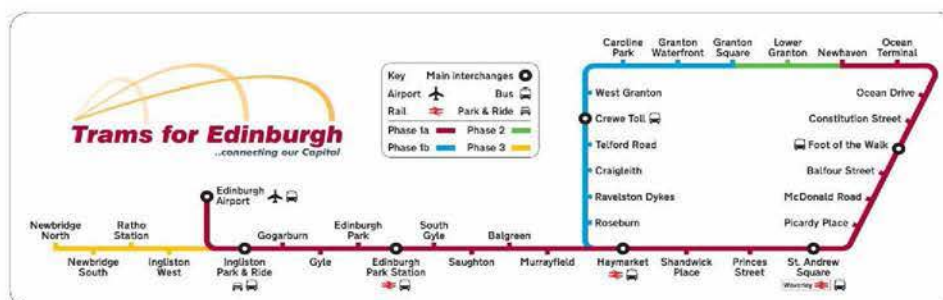 Trams for Edinburgh
...connecting our Capital
Key
Main interchanges
Airport
Bus
Rail
Park & Ride
Phase 1a
Phase 2
Phase 1b
Phase 3
Caroline
Park
Granton
Waterfront
Granton
Square
Lower
Granton
Newhaven
Ocean
Terminal
West Granton
Crewe Toll
Telford Road
Craigleith
Ravelston Dykes
Roseburn
Ocean Drive
Constitution Street
Foot of the Walk
Balfour Street
McDonald Road
Picardy Place
Edinburgh
Airport
Newbridge
North
Ratho
Station
Gogarburn
Edinburgh
Park
South
Gyle
Balgreen
Newbridge
South
Ingliston
West
Ingliston
Park & Ride
Gyle
Edinburgh
Park Station
Saughton
Murrayfield
Haymarket
Shandwick
Place
Princes
Street
St. Andrew
Square
Waverley